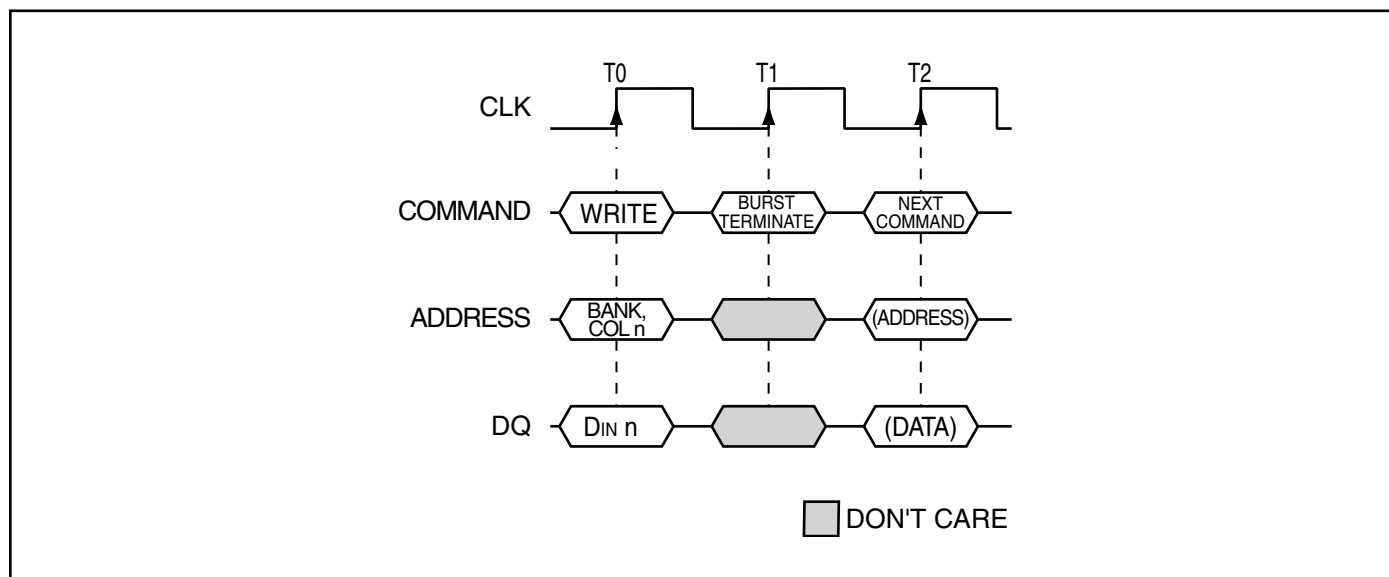 T0 T1 T2
CLK
COMMAND WRITE BURST TERMINATE NEXT COMMAND
ADDRESS BANK, COL n (ADDRESS)
DQ DIN n (DATA)
DON'T CARE